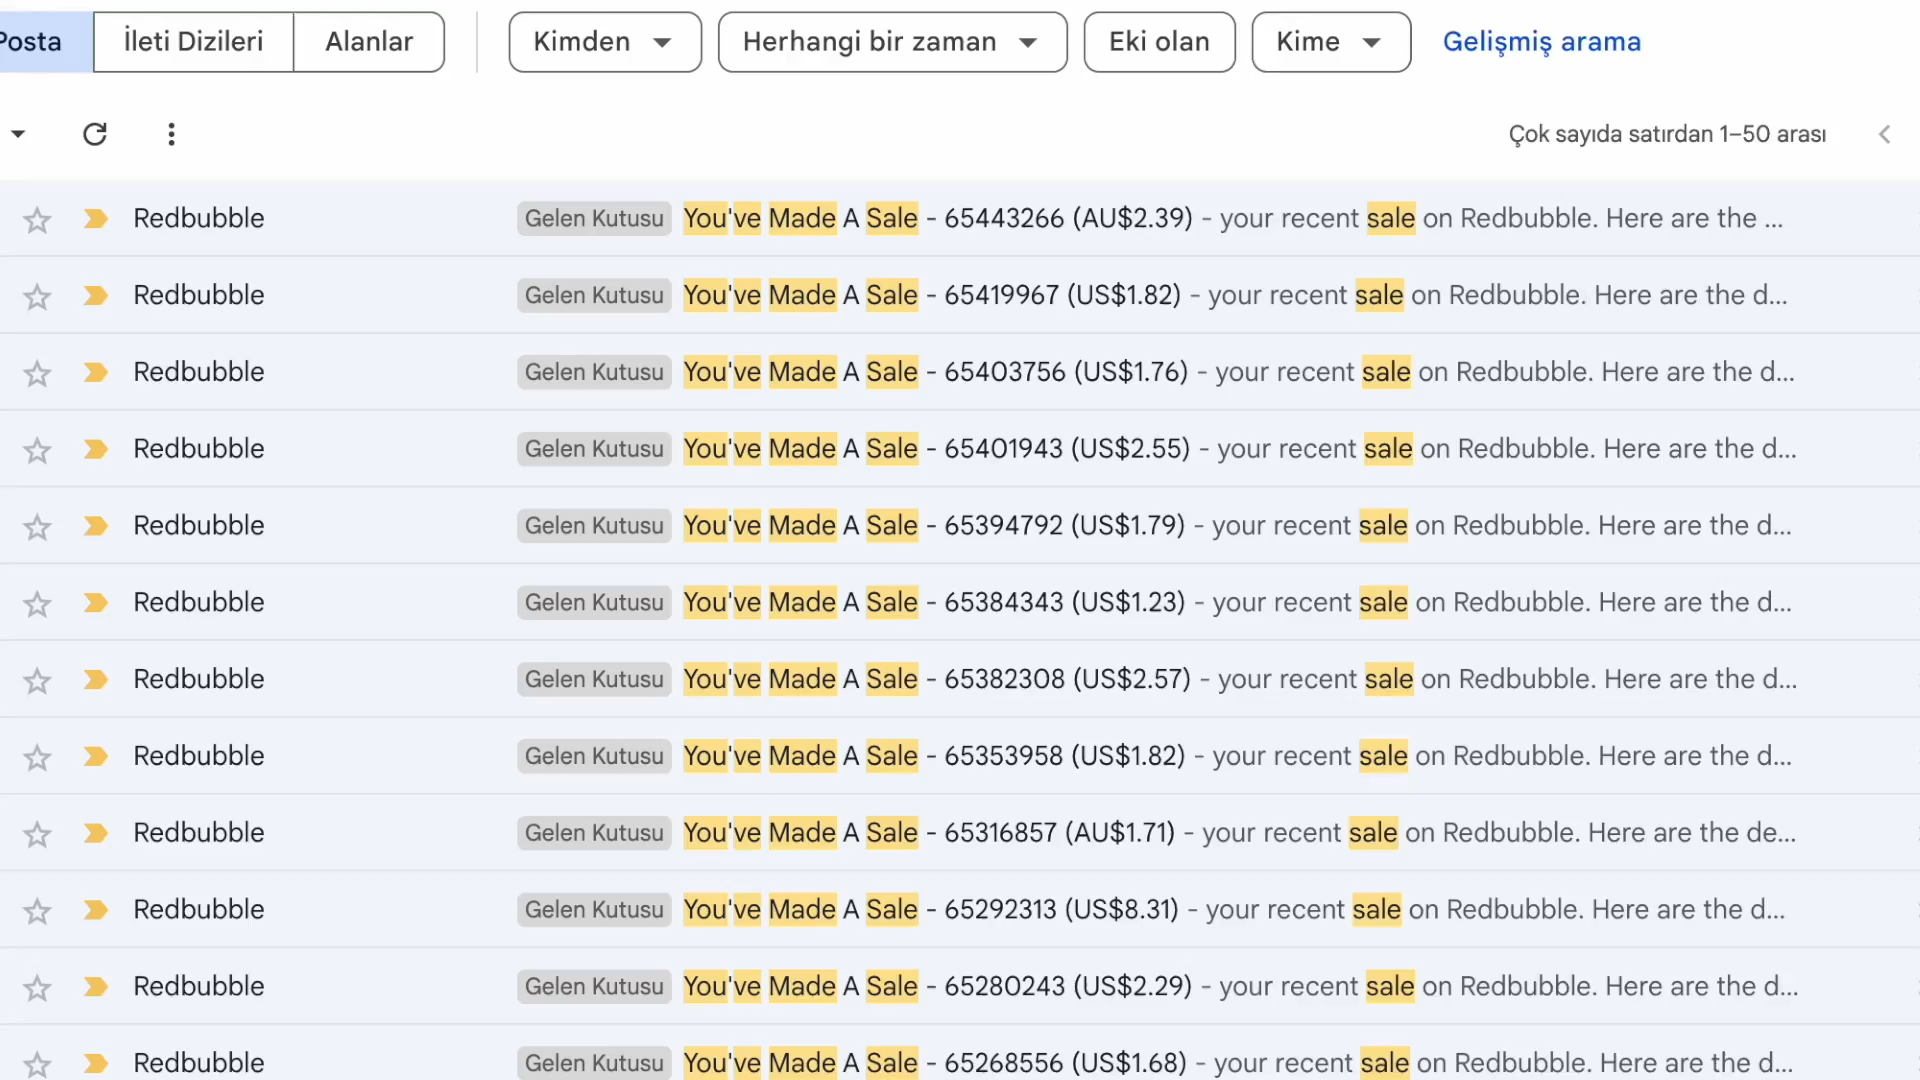 Posta İleti Dizileri Alanlar Kimden Herhangi bir zaman Eki olan Kime Gelişmiş arama
Çok sayıda satırdan 1–50 arası
Redbubble Gelen Kutusu You've Made A Sale - 65443266 (AU$2.39) - your recent sale on Redbubble. Here are the ...
Redbubble Gelen Kutusu You've Made A Sale - 65419967 (US$1.82) - your recent sale on Redbubble. Here are the d...
Redbubble Gelen Kutusu You've Made A Sale - 65403756 (US$1.76) - your recent sale on Redbubble. Here are the d...
Redbubble Gelen Kutusu You've Made A Sale - 65401943 (US$2.55) - your recent sale on Redbubble. Here are the d...
Redbubble Gelen Kutusu You've Made A Sale - 65394792 (US$1.79) - your recent sale on Redbubble. Here are the d...
Redbubble Gelen Kutusu You've Made A Sale - 65384343 (US$1.23) - your recent sale on Redbubble. Here are the d...
Redbubble Gelen Kutusu You've Made A Sale - 65382308 (US$2.57) - your recent sale on Redbubble. Here are the d...
Redbubble Gelen Kutusu You've Made A Sale - 65353958 (US$1.82) - your recent sale on Redbubble. Here are the d...
Redbubble Gelen Kutusu You've Made A Sale - 65316857 (AU$1.71) - your recent sale on Redbubble. Here are the de...
Redbubble Gelen Kutusu You've Made A Sale - 65292313 (US$8.31) - your recent sale on Redbubble. Here are the d...
Redbubble Gelen Kutusu You've Made A Sale - 65280243 (US$2.29) - your recent sale on Redbubble. Here are the d...
Redbubble Gelen Kutusu You've Made A Sale - 65268556 (US$1.68) - your recent sale on Redbubble. Here are the d...